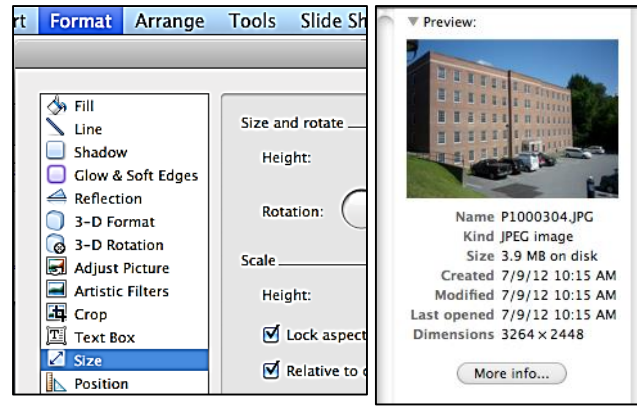 rt Format Arrange Tools Slide Sh
Fill
Line
Shadow
Glow & Soft Edges
Reflection
3-D Format
3-D Rotation
Adjust Picture
Artistic Filters
Crop
Text Box
Size
Position
Size and rotate
Height:
Rotation:
Scale
Height:
Lock aspect
Relative to
Preview:
Name P1000304.JPG
Kind JPEG image
Size 3.9 MB on disk
Created 7/9/12 10:15 AM
Modified 7/9/12 10:15 AM
Last opened 7/9/12 10:15 AM
Dimensions 3264 × 2448
More info...